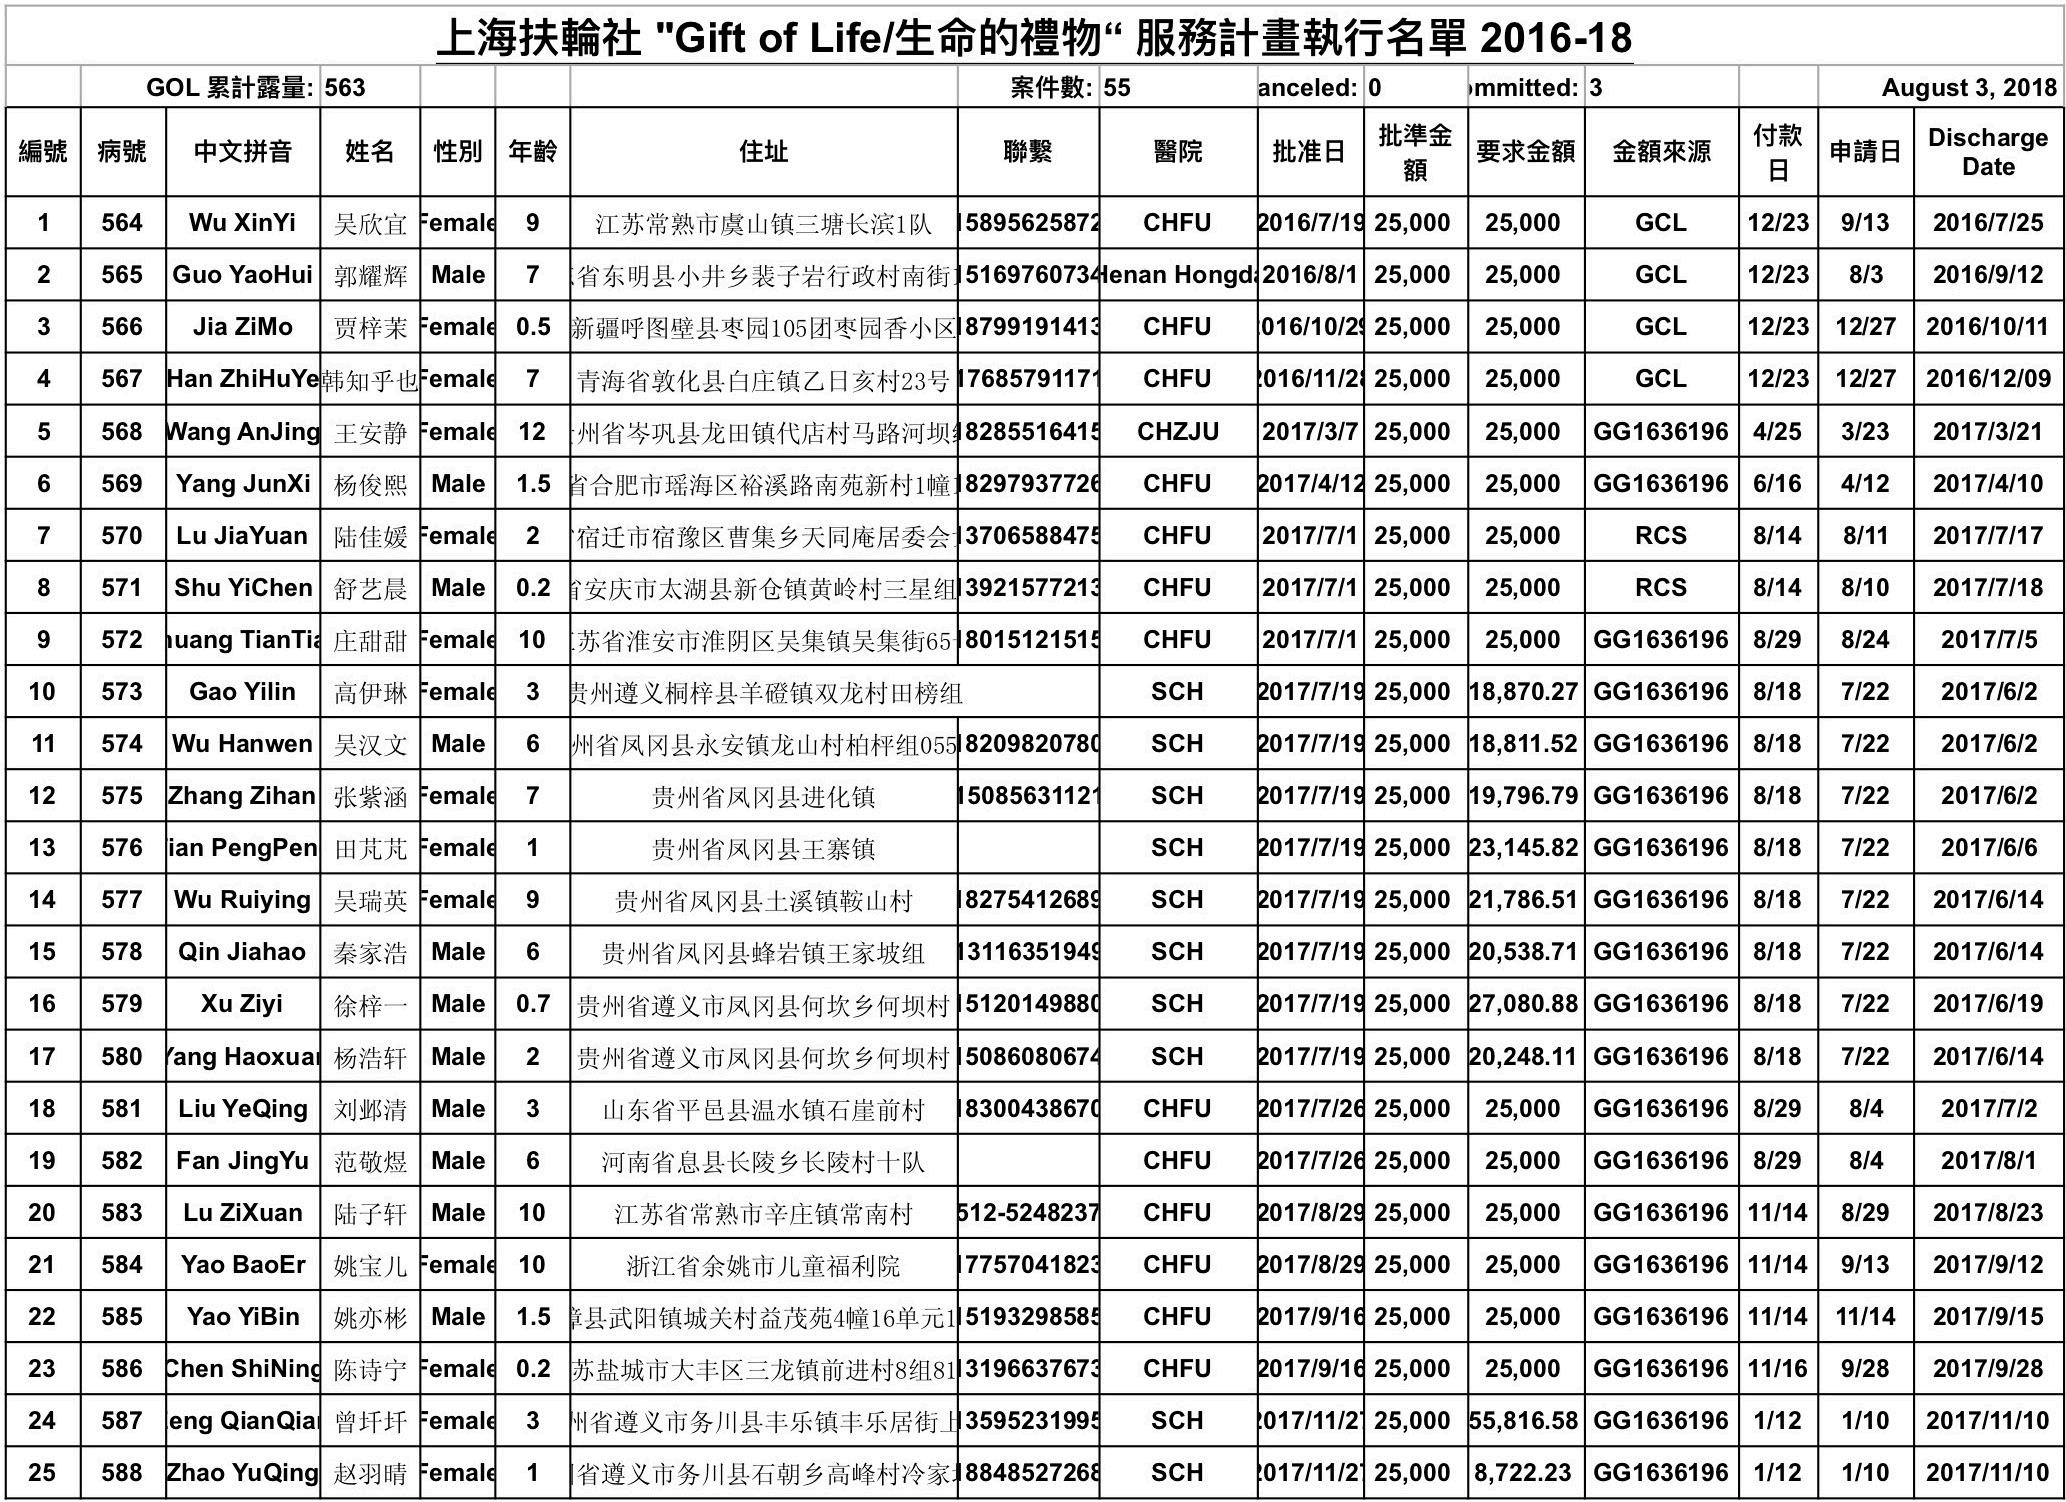 上海扶輪社 "Gift of Life/生命的禮物“ 服務計畫執行名單 2016-18
GOL 累計露量: 563 案件數: 55 anceled: 0 mmitted: 3 August 3, 2018
編號 病號 中文拼音 姓名 性別 年齡 住址 聯繫 醫院 批准日 批準金額 要求金額 金額來源 付款日 申請日 Discharge Date
1 564 Wu XinYi 吴欣宜 Female 9 江苏常熟市虞山镇三塘长滨1队 15895625872 CHFU 2016/7/19 25,000 25,000 GCL 12/23 9/13 2016/7/25
2 565 Guo YaoHui 郭耀辉 Male 7 省东明县小井乡裴子岩行政村南街 15169760734 Henan Hongda 2016/8/1 25,000 25,000 GCL 12/23 8/3 2016/9/12
3 566 Jia ZiMo 贾梓茉 Female 0.5 新疆呼图壁县枣园105团枣园香小区 18799191413 CHFU 2016/10/29 25,000 25,000 GCL 12/23 12/27 2016/10/11
4 567 Han ZhiHuYe 韩知乎也 Female 7 青海省敦化县白庄镇乙日亥村23号 17685791171 CHFU 2016/11/28 25,000 25,000 GCL 12/23 12/27 2016/12/09
5 568 Wang AnJing 王安静 Female 12 州省岑巩县龙田镇代店村马路河坝 18285516415 CHZJU 2017/3/7 25,000 25,000 GG1636196 4/25 3/23 2017/3/21
6 569 Yang JunXi 杨俊熙 Male 1.5 省合肥市瑶海区裕溪路南苑新村1幢 18297937726 CHFU 2017/4/12 25,000 25,000 GG1636196 6/16 4/12 2017/4/10
7 570 Lu JiaYuan 陆佳媛 Female 2 宿迁市宿豫区曹集乡天同庵居委会 13706588475 CHFU 2017/7/1 25,000 25,000 RCS 8/14 8/11 2017/7/17
8 571 Shu YiChen 舒艺晨 Male 0.2 省安庆市太湖县新仓镇黄岭村三星组 13921577213 CHFU 2017/7/1 25,000 25,000 RCS 8/14 8/10 2017/7/18
9 572 huang TianTia 庄甜甜 Female 10 苏省淮安市淮阴区吴集镇吴集街65 18015121515 CHFU 2017/7/1 25,000 25,000 GG1636196 8/29 8/24 2017/7/5
10 573 Gao Yilin 高伊琳 Female 3 贵州遵义桐梓县羊磴镇双龙村田榜组 SCH 2017/7/19 25,000 18,870.27 GG1636196 8/18 7/22 2017/6/2
11 574 Wu Hanwen 吴汉文 Male 6 州省凤冈县永安镇龙山村柏枰组055 18209820780 SCH 2017/7/19 25,000 18,811.52 GG1636196 8/18 7/22 2017/6/2
12 575 Zhang Zihan 张紫涵 Female 7 贵州省凤冈县进化镇 15085631121 SCH 2017/7/19 25,000 19,796.79 GG1636196 8/18 7/22 2017/6/2
13 576 ian PengPen 田芃芃 Female 1 贵州省凤冈县王寨镇 SCH 2017/7/19 25,000 23,145.82 GG1636196 8/18 7/22 2017/6/6
14 577 Wu Ruiying 吴瑞英 Female 9 贵州省凤冈县土溪镇鞍山村 18275412689 SCH 2017/7/19 25,000 21,786.51 GG1636196 8/18 7/22 2017/6/14
15 578 Qin Jiahao 秦家浩 Male 6 贵州省凤冈县蜂岩镇王家坡组 13116351949 SCH 2017/7/19 25,000 20,538.71 GG1636196 8/18 7/22 2017/6/14
16 579 Xu Ziyi 徐梓一 Male 0.7 贵州省遵义市凤冈县何坎乡何坝村 15120149880 SCH 2017/7/19 25,000 27,080.88 GG1636196 8/18 7/22 2017/6/19
17 580 Yang Haoxuan 杨浩轩 Male 2 贵州省遵义市凤冈县何坎乡何坝村 15086080674 SCH 2017/7/19 25,000 20,248.11 GG1636196 8/18 7/22 2017/6/14
18 581 Liu YeQing 刘邺清 Male 3 山东省平邑县温水镇石崖前村 18300438670 CHFU 2017/7/26 25,000 25,000 GG1636196 8/29 8/4 2017/7/2
19 582 Fan JingYu 范敬煜 Male 6 河南省息县长陵乡长陵村十队 CHFU 2017/7/26 25,000 25,000 GG1636196 8/29 8/4 2017/8/1
20 583 Lu ZiXuan 陆子轩 Male 10 江苏省常熟市辛庄镇常南村 512-5248237 CHFU 2017/8/29 25,000 25,000 GG1636196 11/14 8/29 2017/8/23
21 584 Yao BaoEr 姚宝儿 Female 10 浙江省余姚市儿童福利院 17757041823 CHFU 2017/8/29 25,000 25,000 GG1636196 11/14 9/13 2017/9/12
22 585 Yao YiBin 姚亦彬 Male 1.5 县武阳镇城关村益茂苑4幢16单元1 15193298585 CHFU 2017/9/16 25,000 25,000 GG1636196 11/14 11/14 2017/9/15
23 586 Chen ShiNing 陈诗宁 Female 0.2 苏盐城市大丰区三龙镇前进村8组81 13196637673 CHFU 2017/9/16 25,000 25,000 GG1636196 11/16 9/28 2017/9/28
24 587 eng QianQian 曾圩圩 Female 3 州省遵义市务川县丰乐镇丰乐居街上 13595231995 SCH 2017/11/27 25,000 55,816.58 GG1636196 1/12 1/10 2017/11/10
25 588 Zhao YuQing 赵羽晴 Female 1 省遵义市务川县石朝乡高峰村冷家 18848527268 SCH 2017/11/27 25,000 8,722.23 GG1636196 1/12 1/10 2017/11/10